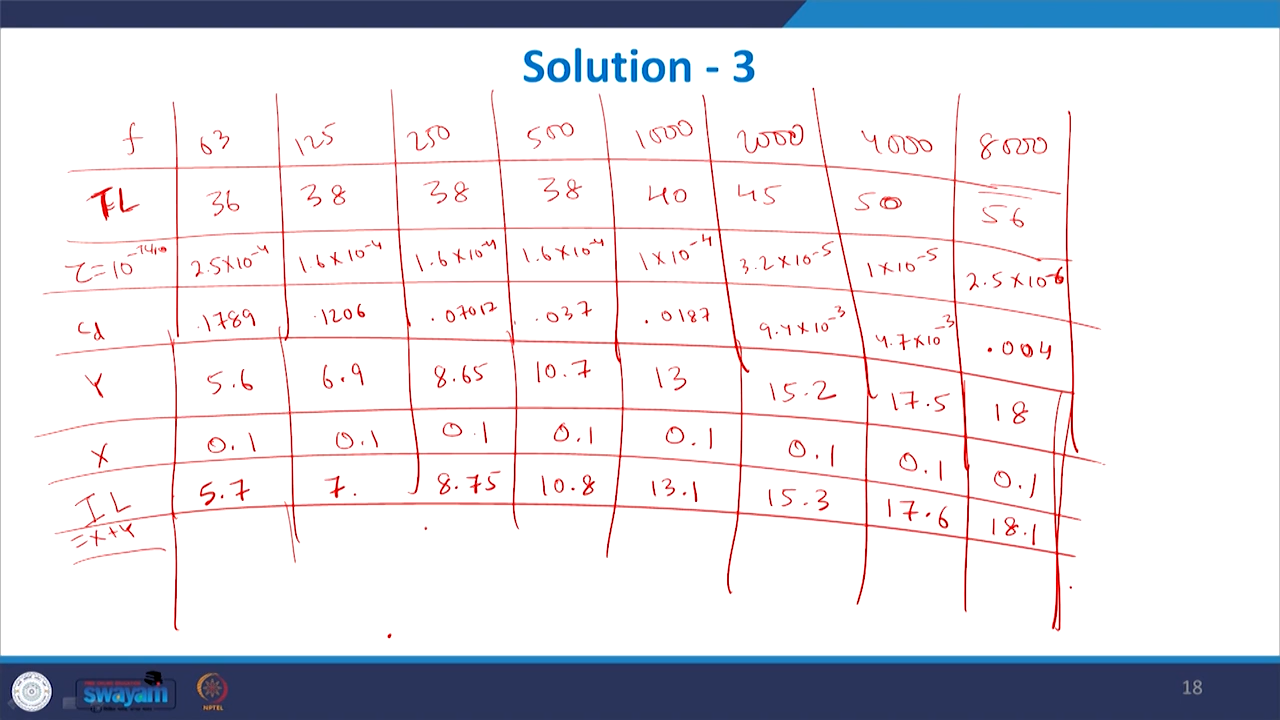 Solution - 3
f 63 125 250 500 1000 2000 4000 8000
TL 36 38 38 38 40 45 50 56
τ=10^-TL/10 2.5×10^-4 1.6×10^-4 1.6×10^-4 1.6×10^-4 1×10^-4 3.2×10^-5 1×10^-5 2.5×10^-6
Cd .1789 .1206 .07017 .037 .0187 9.4×10^-3 4.7×10^-3 .004
Y 5.6 6.9 8.65 10.7 13 15.2 17.5 18
X 0.1 0.1 0.1 0.1 0.1 0.1 0.1 0.1
IL 5.7 7. 8.75 10.8 13.1 15.3 17.6 18.1
=X+Y
swayam
NPTEL
18